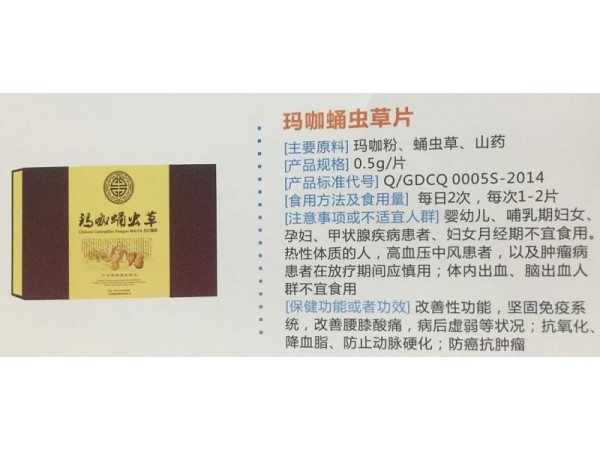 玛咖蛹虫草片
[主要原料] 玛咖粉、蛹虫草、山药
[产品规格] 0.5g/片
[产品标准代号] Q/GDCQ 0005S-2014
[食用方法及食用量] 每日2次，每次1-2片
[注意事项或不适宜人群] 婴幼儿、哺乳期妇女、
孕妇、甲状腺疾病患者、妇女月经期不宜食用。
热性体质的人，高血压中风患者，以及肿瘤病
患者在放疗期间应慎用；体内出血、脑出血人
群不宜食用
[保健功能或者功效] 改善性功能，坚固免疫系
统，改善腰膝酸痛，病后虚弱等状况；抗氧化、
降血脂、防止动脉硬化；防癌抗肿瘤
玛咖蛹虫草